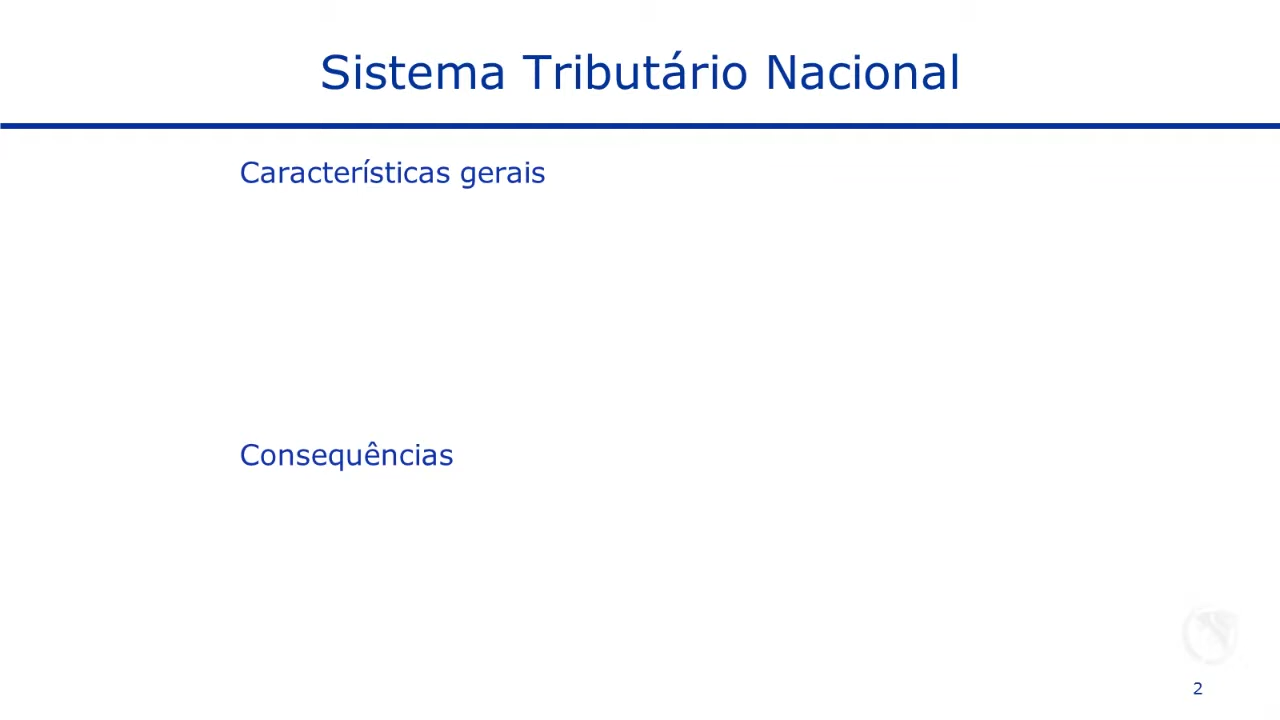 Sistema Tributário Nacional
Características gerais
Consequências
2